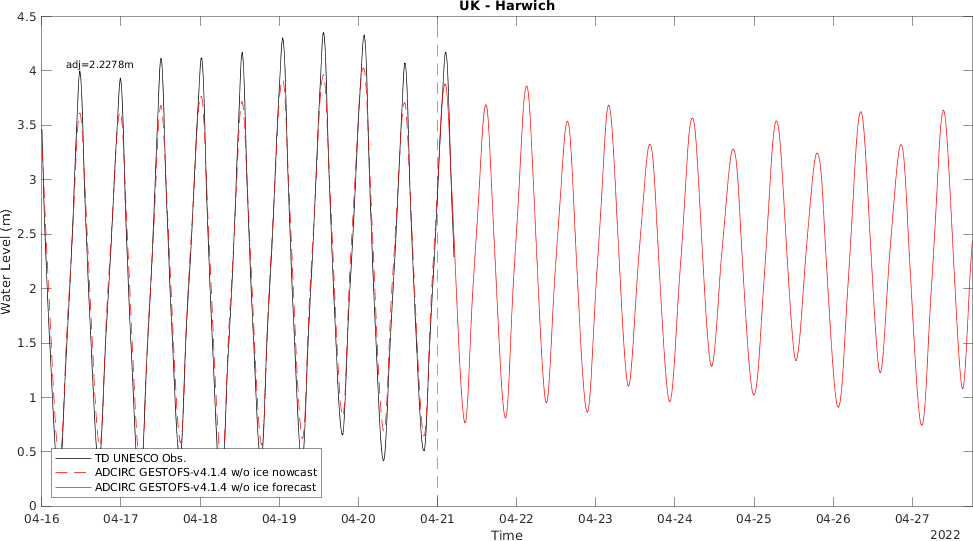 UK - Harwich
4.5
4
3.5
3
2.5
2
1.5
1
0.5
0
Water Level (m)
adj=2.2278m
TD UNESCO Obs.
ADCIRC GESTOFS-v4.1.4 w/o ice nowcast
ADCIRC GESTOFS-v4.1.4 w/o ice forecast
04-16 04-17 04-18 04-19 04-20 04-21 04-22 04-23 04-24 04-25 04-26 04-27
Time
2022